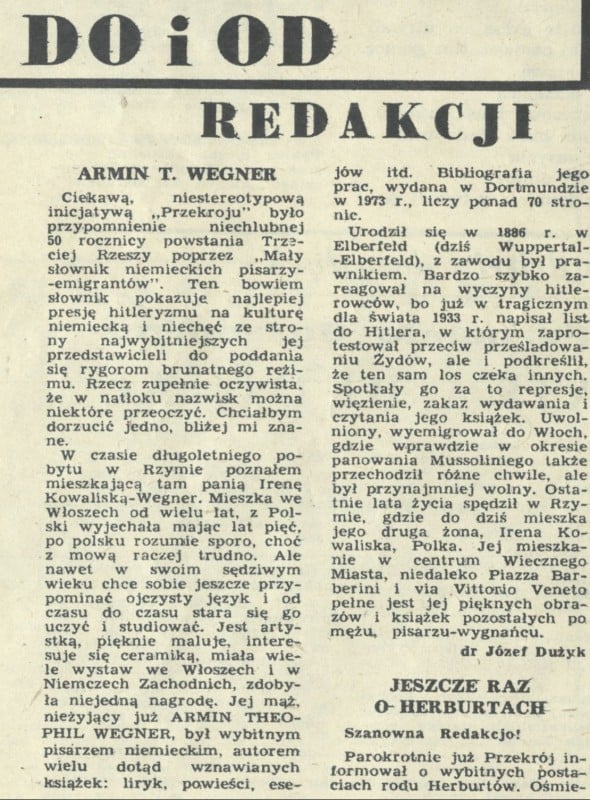 DO i OD
REDAKCJI
ARMIN T. WEGNER
Ciekawą, niestereotypową
inicjatywą „Przekroju” było
przypomnienie niechlubnej
50 rocznicy powstania Trze-
ciej Rzeszy poprzez „Mały
słownik niemieckich pisarzy-
-emigrantów”. Ten bowiem
słownik pokazuje najlepiej
presję hitleryzmu na kulturę
niemiecką i niechęć ze stro-
ny najwybitniejszych jej
przedstawicieli do poddania
się rygorom brunatnego reżi-
mu. Rzecz zupełnie oczywista,
że w natłoku nazwisk można
niektóre przeoczyć. Chciałbym
dorzucić jedno, bliżej mi zna-
ne.
W czasie długoletniego po-
bytu w Rzymie poznałem
mieszkającą tam panią Irenę
Kowaliską-Wegner. Mieszka we
Włoszech od wielu lat, z Pol-
ski wyjechała mając lat pięć,
po polsku rozumie sporo, choć
z mową raczej trudno. Ale
nawet w swoim sędziwym
wieku chce sobie jeszcze przy-
pominać ojczysty język i od
czasu do czasu stara się go
uczyć i studiować. Jest arty-
stką, pięknie maluje, intere-
suje się ceramiką, miała wie-
le wystaw we Włoszech i w
Niemczech Zachodnich, zdoby-
ła niejedną nagrodę. Jej mąż,
nieżyjący już ARMIN THEO-
PHIL WEGNER, był wybitnym
pisarzem niemieckim, autorem
wielu dotąd wznawianych
książek: liryk, powieści, ese-
jów itd. Bibliografia jego
prac, wydana w Dortmundzie
w 1973 r., liczy ponad 70 stro-
nic.
Urodził się w 1886 r. w
Elberfeld (dziś Wuppertal-
-Elberfeld), z zawodu był pra-
wnikiem. Bardzo szybko za-
reagował na wyczyny hitle-
rowców, bo już w tragicznym
dla świata 1933 r. napisał list
do Hitlera, w którym zapro-
testował przeciw prześladowa-
niu Żydów, ale i podkreślił,
że ten sam los czeka innych.
Spotkały go za to represje,
więzienie, zakaz wydawania i
czytania jego książek. Uwol-
niony, wyemigrował do Włoch,
gdzie wprawdzie w okresie
panowania Mussoliniego także
przechodził różne chwile, ale
był przynajmniej wolny. Osta-
tnie lata życia spędził w Rzy-
mie, gdzie do dziś mieszka
jego druga żona, Irena Ko-
waliska, Polka. Jej mieszka-
nie w centrum Wiecznego
Miasta, niedaleko Piazza Bar-
berini i via Vittorio Veneto
pełne jest jej pięknych obra-
zów i książek pozostałych po
mężu, pisarzu-wygnańcu.
dr Józef Dużyk
JESZCZE RAZ
O HERBURTACH
Szanowna Redakcjo!
Parokrotnie już Przekrój in-
formował o wybitnych posta-
ciach rodu Herburtów. Ośmie-